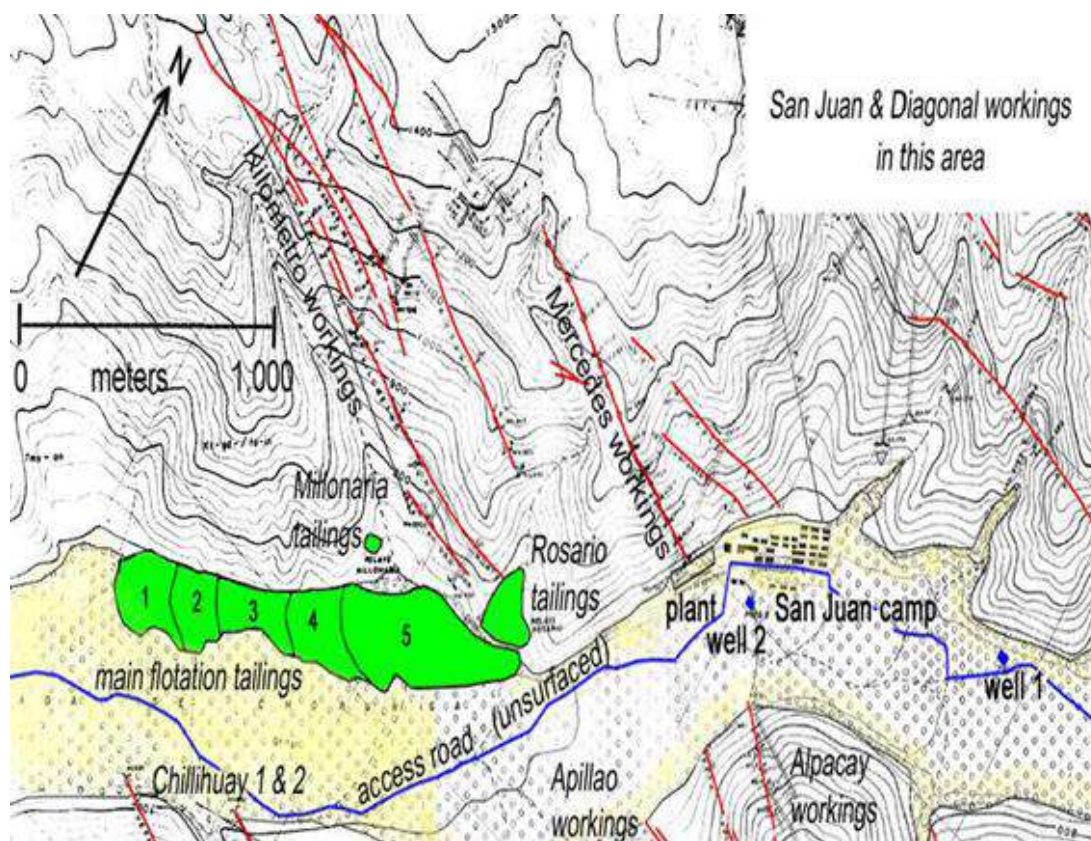 N
1300
San Juan & Diagonal workings
in this area
1400
Kilometro workings
Mercedes workings
0 meters 1,000
Millonaria
tailings
Rosario
tailings
1
2
3
4
5
plant
San Juan camp
well 2
well 1
main flotation tailings
access road (unsurfaced)
Chillihuay 1 & 2
Apillao
workings
Alpacay
workings